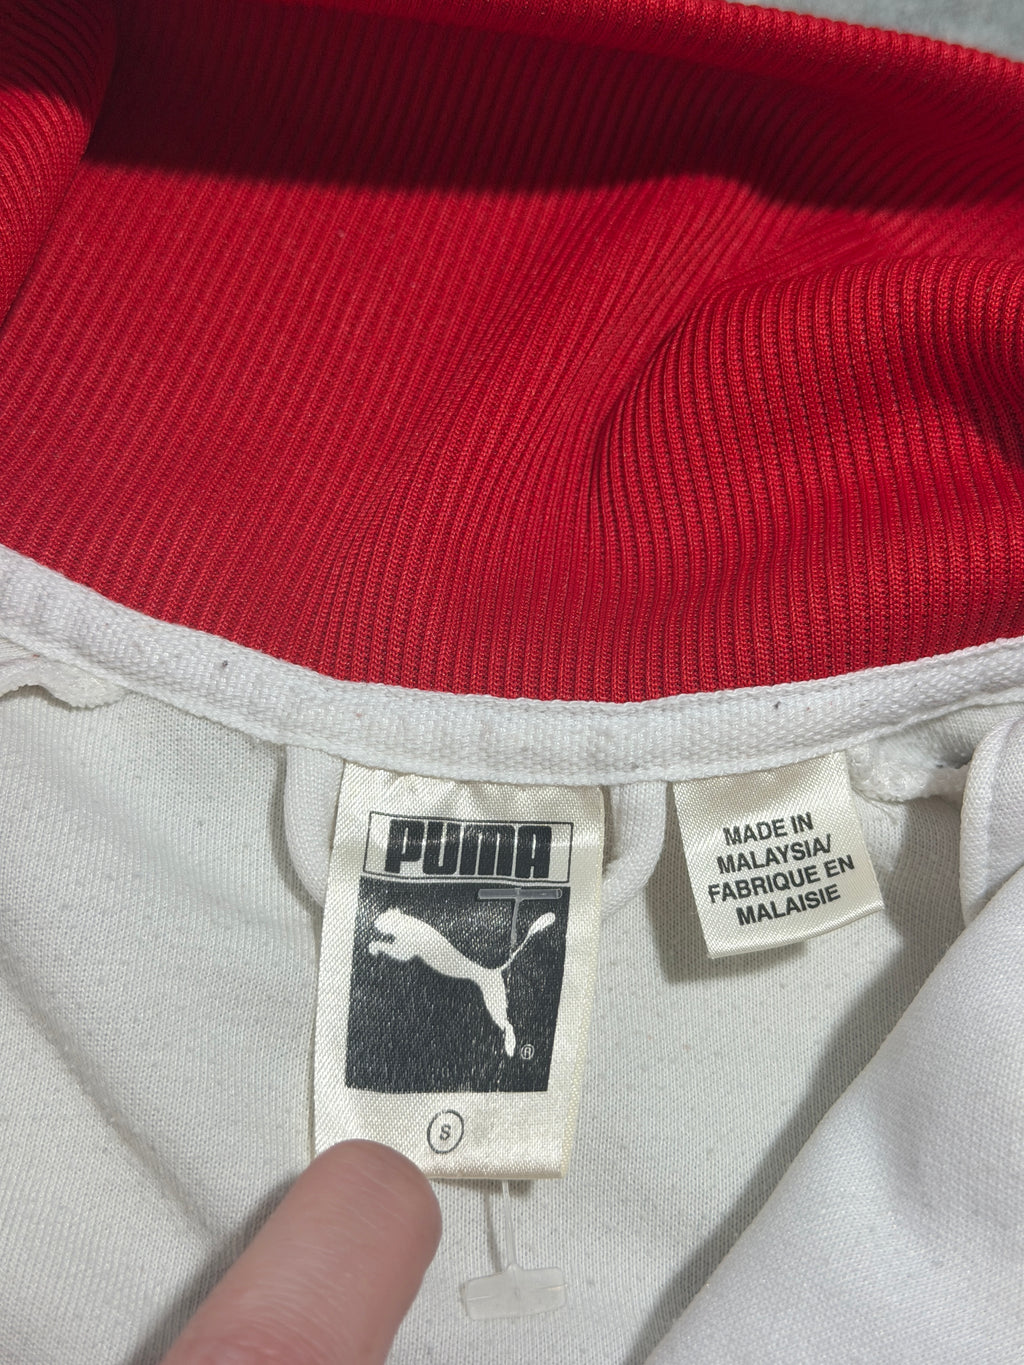 PUMA
®
S
MADE IN
MALAYSIA/
FABRIQUE EN
MALAISIE